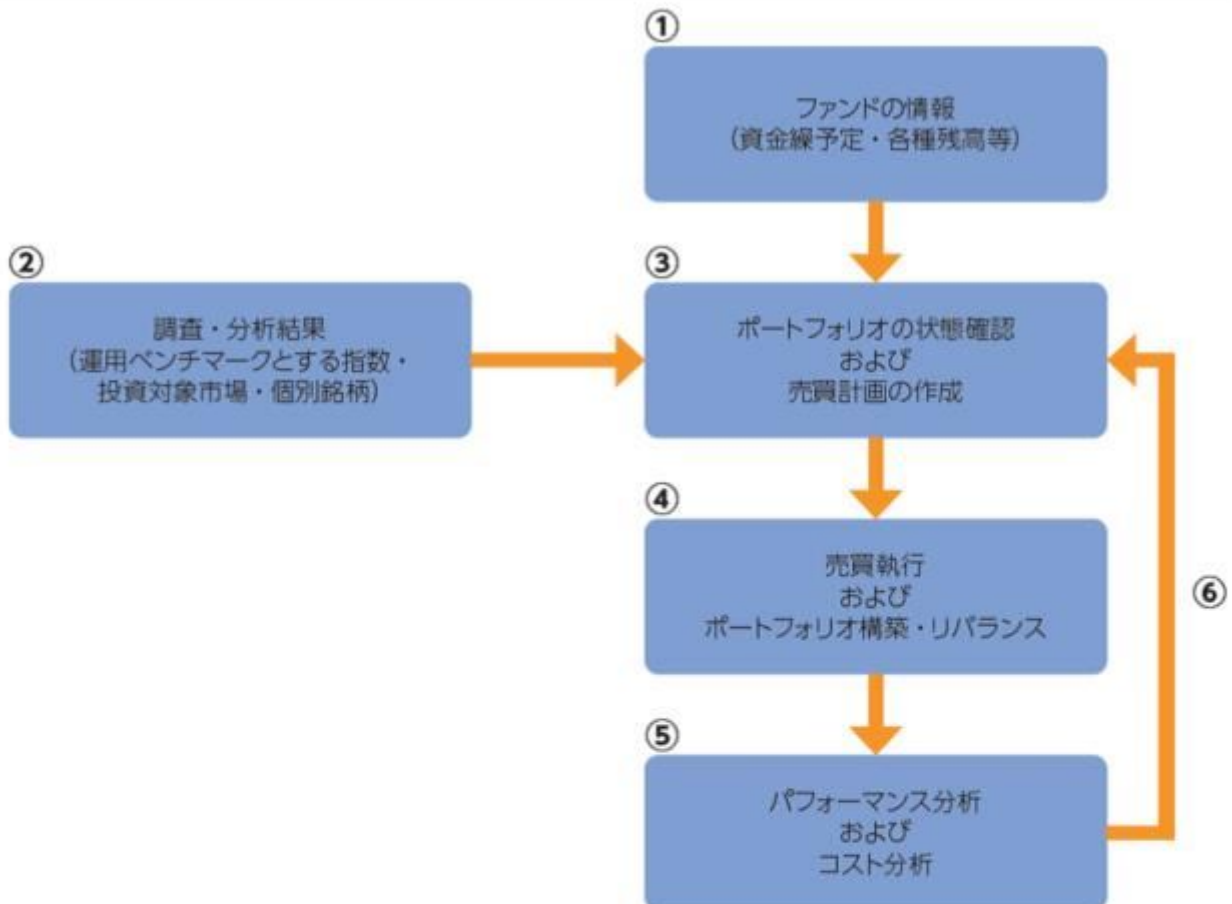 ①
ファンドの情報
(資金繰予定・各種残高等)
②
調査・分析結果
(運用ベンチマークとする指数・
投資対象市場・個別銘柄)
③
ポートフォリオの状態確認
および
売買計画の作成
④
売買執行
および
ポートフォリオ構築・リバランス
⑥
⑤
パフォーマンス分析
および
コスト分析